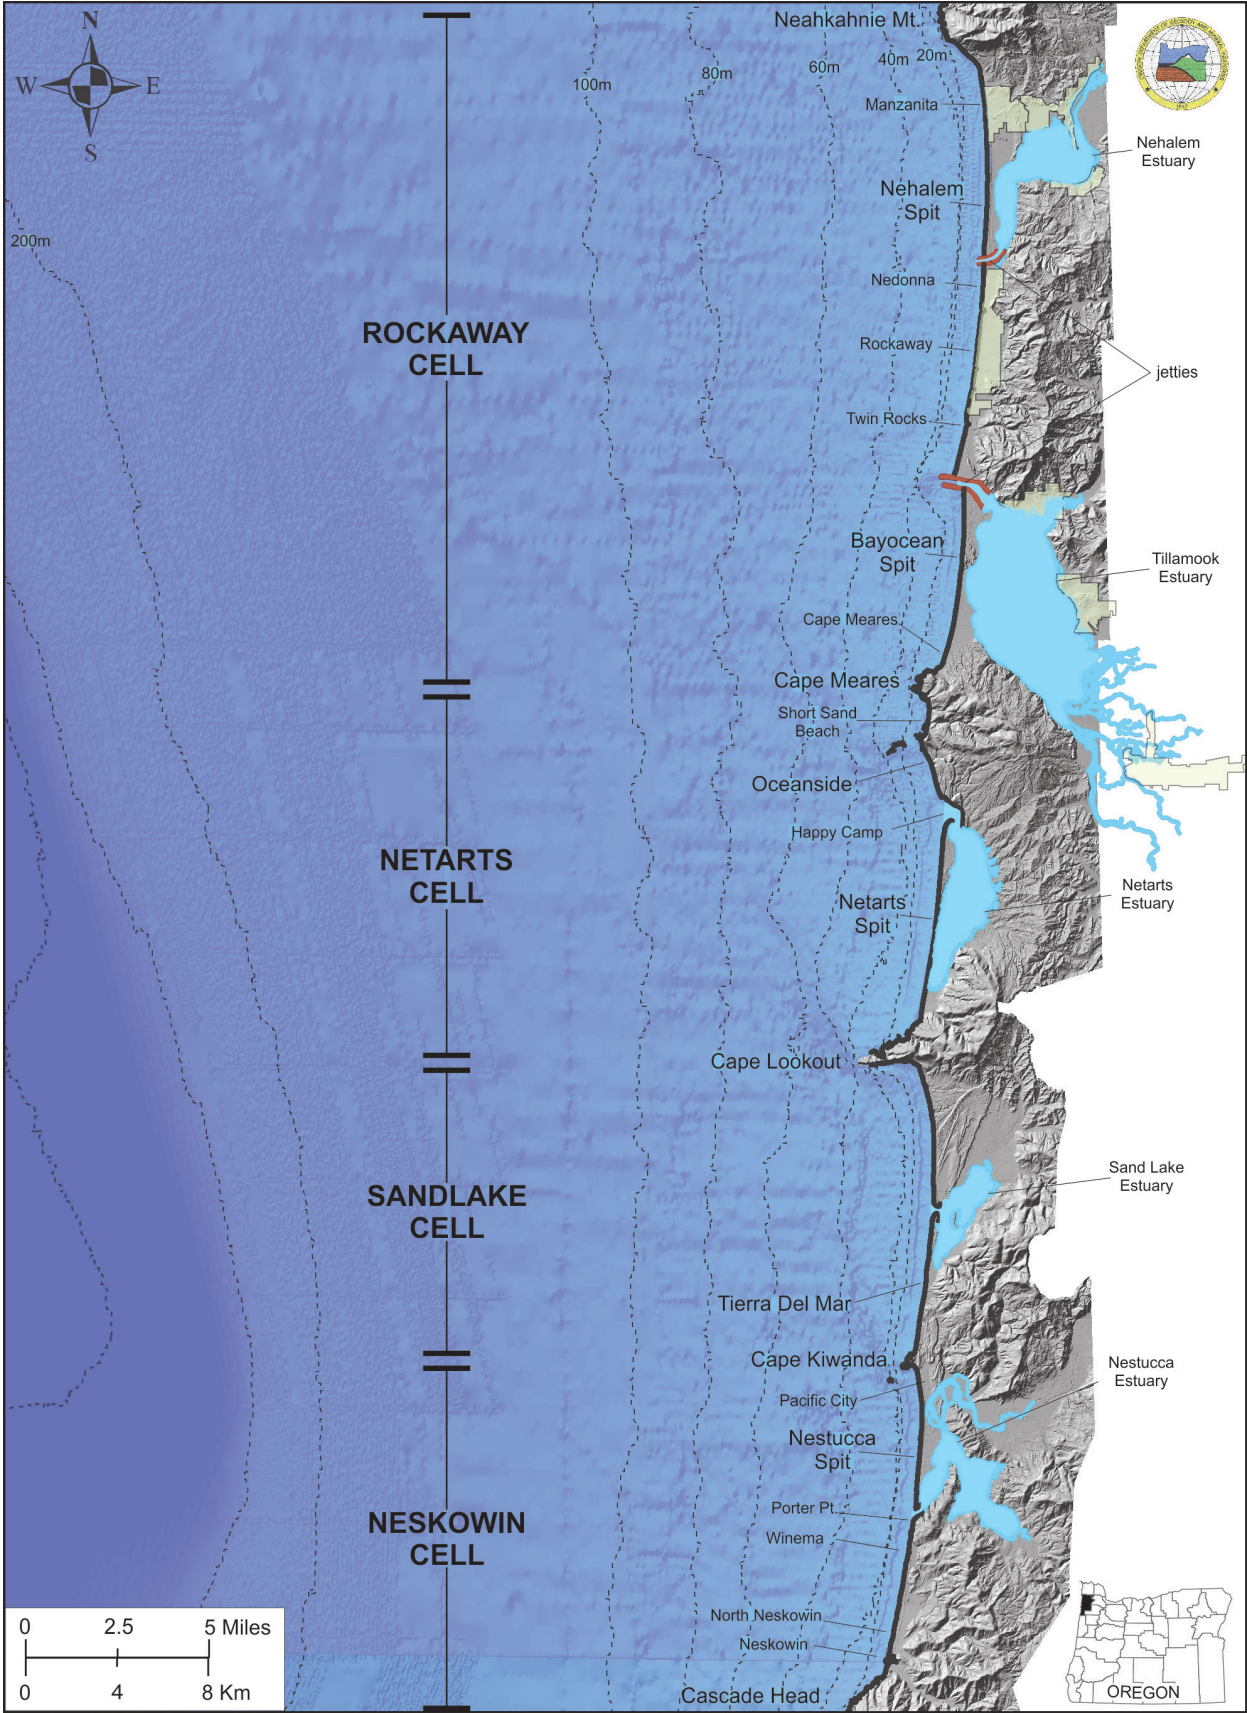 Neahkahnie Mt.
N
W
E
S
20m
40m
60m
80m
100m
Manzanita
Nehalem
Estuary
Nehalem
Spit
200m
Nedonna
ROCKAWAY
CELL
Rockaway
jetties
Twin Rocks
Bayocean
Spit
Tillamook
Estuary
Cape Meares
Cape Meares
Short Sand
Beach
Oceanside
Happy Camp
NETARTS
CELL
Netarts
Spit
Netarts
Estuary
Cape Lookout
Sand Lake
Estuary
SANDLAKE
CELL
Tierra Del Mar
Cape Kiwanda
Nestucca
Estuary
Pacific City
Nestucca
Spit
Porter Pt.
NESKOWIN
CELL
Winema
North Neskowin
Neskowin
Cascade Head
0 2.5 5 Miles
0 4 8 Km
OREGON